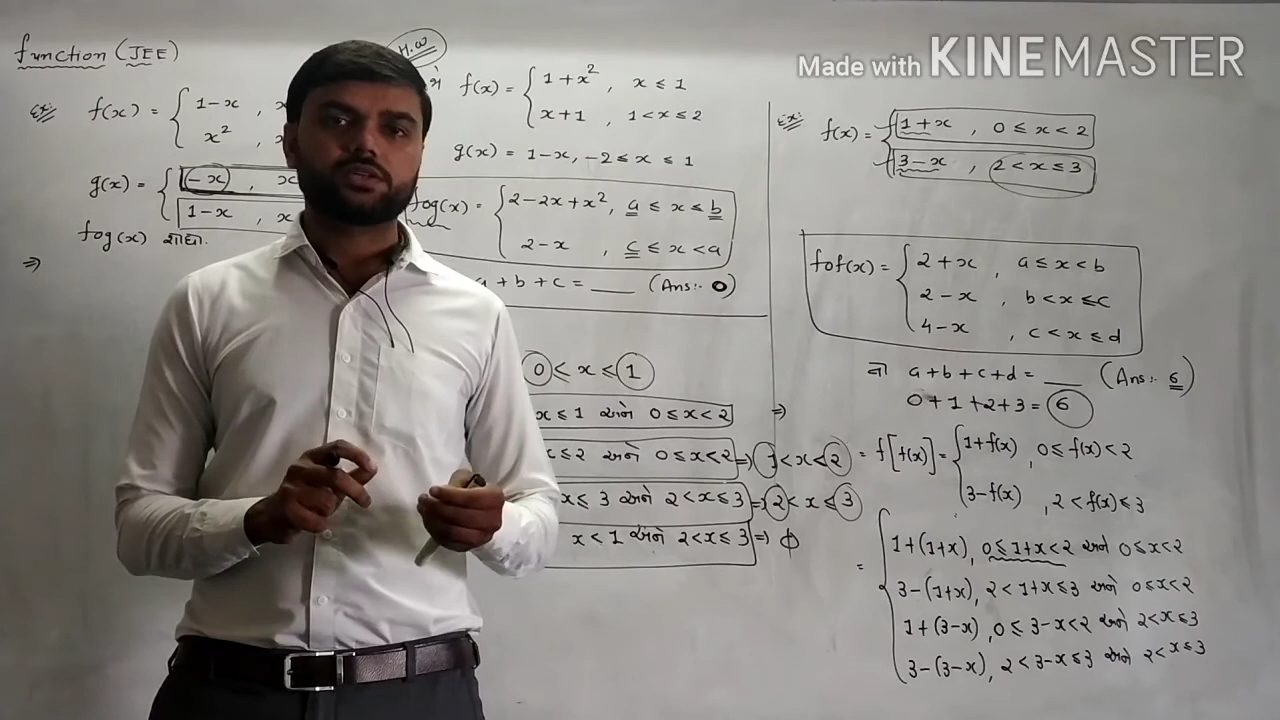 Made with KINEMASTER
function (JEE)
Ex:
f(x) = { 1-x , x
x² , x
g(x) = { -x , x
1-x , x
fog(x) શોધો.
⇒
H.W
f(x) = { 1+x² , x ≤ 1
x+1 , 1 < x ≤ 2
g(x) = 1-x, -2 ≤ x ≤ 1
fog(x) = { 2-2x+x², a ≤ x ≤ b
2-x , c ≤ x < a
a + b + c = ___ (Ans:- 0)
0 ≤ x < 1
x ≤ 1 અને 0 ≤ x < 2
x ≤ 2 અને 0 ≤ x < 2 ⇒ 1 < x < 2
x ≤ 3 અને 2 < x ≤ 3 ⇒ 2 < x ≤ 3
x < 1 અને 2 < x ≤ 3 ⇒ ϕ
Ex:
f(x) = { 1+x , 0 ≤ x < 2
3-x , 2 < x ≤ 3
fof(x) = { 2+x , a ≤ x < b
2-x , b < x ≤ c
4-x , c < x ≤ d
તો a+b+c+d = ___ (Ans:- 6)
0+1+2+3 = 6
⇒
= f[f(x)] = { 1+f(x) , 0 ≤ f(x) < 2
3-f(x) , 2 < f(x) ≤ 3
= { 1+(1+x), 0 ≤ 1+x < 2 અને 0 ≤ x < 2
3-(1+x), 2 < 1+x ≤ 3 અને 0 ≤ x < 2
1+(3-x), 0 ≤ 3-x < 2 અને 2 < x ≤ 3
3-(3-x), 2 < 3-x ≤ 3 અને 2 < x ≤ 3